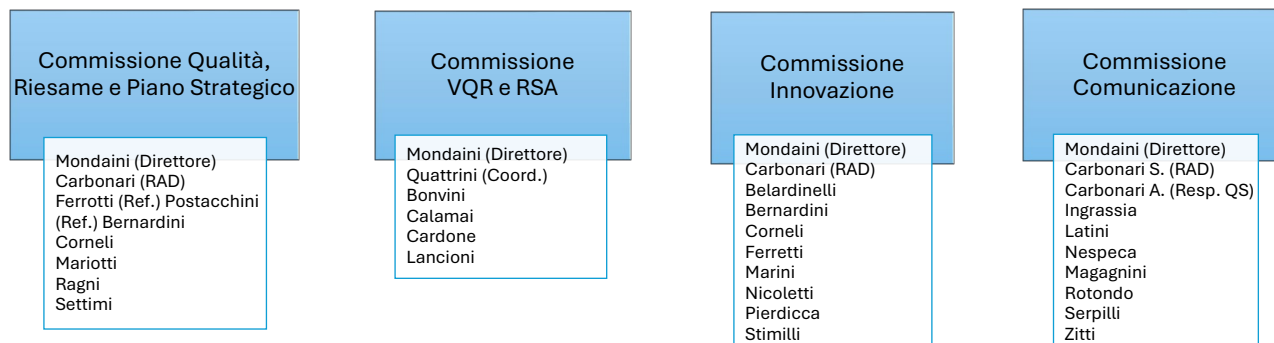 Commissione Qualità,
Riesame e Piano Strategico
Mondaini (Direttore)
Carbonari (RAD)
Ferrotti (Ref.) Postacchini
(Ref.) Bernardini
Corneli
Mariotti
Ragni
Settimi
Commissione
VQR e RSA
Mondaini (Direttore)
Quattrini (Coord.)
Bonvini
Calamai
Cardone
Lancioni
Commissione
Innovazione
Mondaini (Direttore)
Carbonari (RAD)
Belardinelli
Bernardini
Corneli
Ferretti
Marini
Nicoletti
Pierdicca
Stimilli
Commissione
Comunicazione
Mondaini (Direttore)
Carbonari S. (RAD)
Carbonari A. (Resp. QS)
Ingrassia
Latini
Nespeca
Magagnini
Rotondo
Serpilli
Zitti